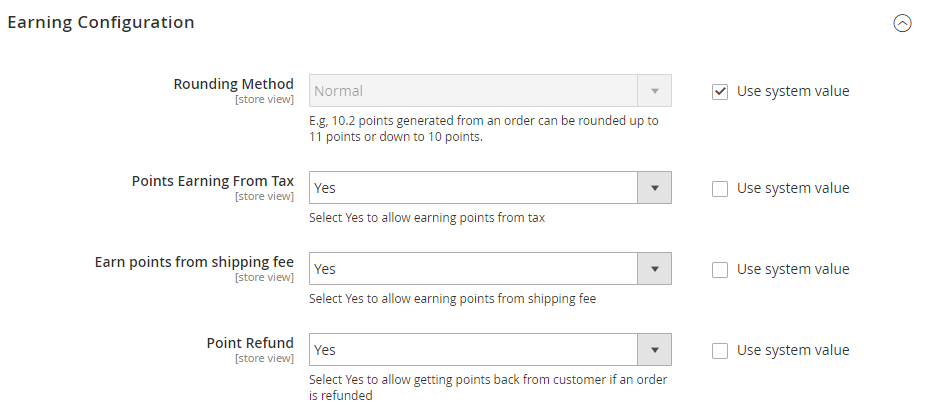 Earning Configuration
Rounding Method
[store view]
Normal
Use system value
E.g, 10.2 points generated from an order can be rounded up to
11 points or down to 10 points.
Points Earning From Tax
[store view]
Yes
Use system value
Select Yes to allow earning points from tax
Earn points from shipping fee
[store view]
Yes
Use system value
Select Yes to allow earning points from shipping fee
Point Refund
[store view]
Yes
Use system value
Select Yes to allow getting points back from customer if an order
is refunded